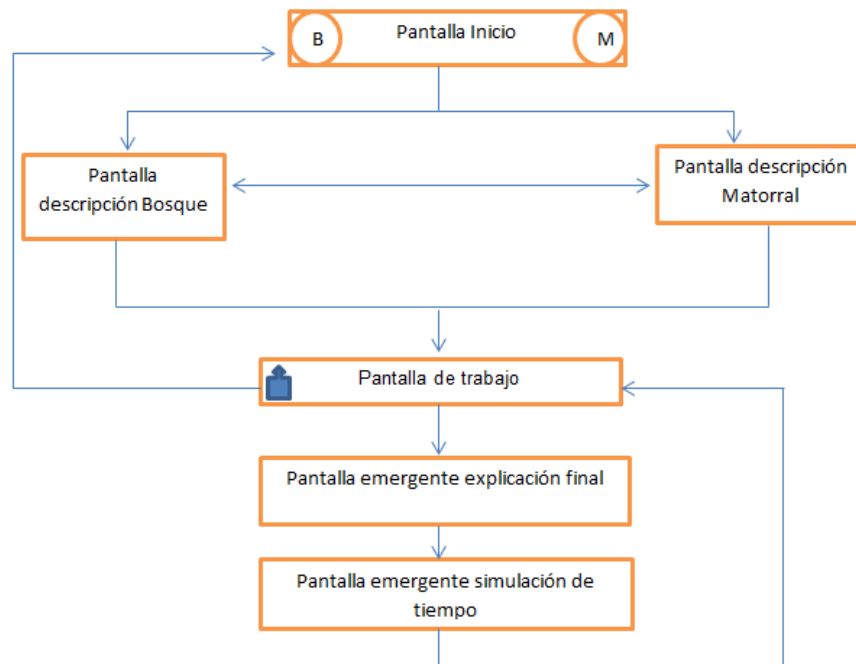 B
Pantalla Inicio
M
Pantalla
descripción Bosque
Pantalla descripción
Matorral
Pantalla de trabajo
Pantalla emergente explicación final
Pantalla emergente simulación de
tiempo